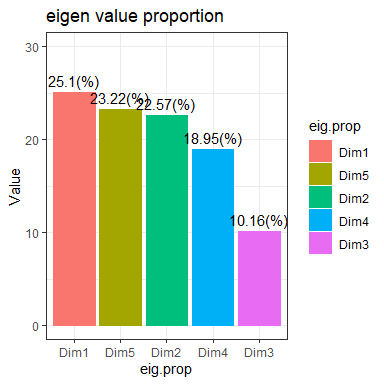 eigen value proportion
30
20
10
0
Value
25.1(%)
23.22(%)
22.57(%)
18.95(%)
10.16(%)
Dim1 Dim5 Dim2 Dim4 Dim3
eig.prop
eig.prop
Dim1
Dim5
Dim2
Dim4
Dim3